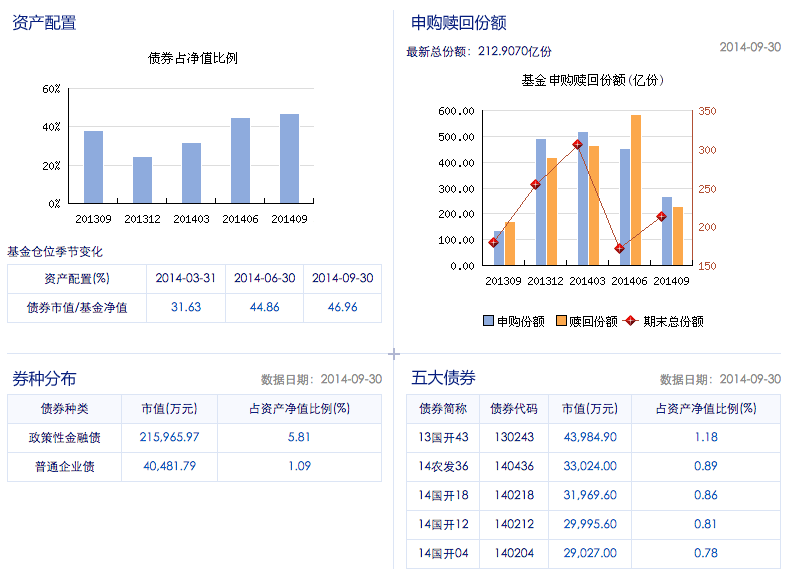 资产配置
债券占净值比例
60%
40%
20%
0%
201309 201312 201403 201406 201409
基金仓位季节变化
资产配置(%) 2014-03-31 2014-06-30 2014-09-30
债券市值/基金净值 31.63 44.86 46.96
申购赎回份额
2014-09-30
最新总份额：212.9070亿份
基金申购赎回份额(亿份)
600.00 350
500.00 300
400.00 250
300.00 200
200.00 150
100.00
0.00
201309 201312 201403 201406 201409
申购份额 赎回份额 期末总份额
券种分布 数据日期：2014-09-30
债券种类 市值(万元) 占资产净值比例(%)
政策性金融债 215,965.97 5.81
普通企业债 40,481.79 1.09
五大债券 数据日期：2014-09-30
债券简称 债券代码 市值(万元) 占资产净值比例(%)
13国开43 130243 43,984.90 1.18
14农发36 140436 33,024.00 0.89
14国开18 140218 31,969.60 0.86
14国开12 140212 29,995.60 0.81
14国开04 140204 29,027.00 0.78